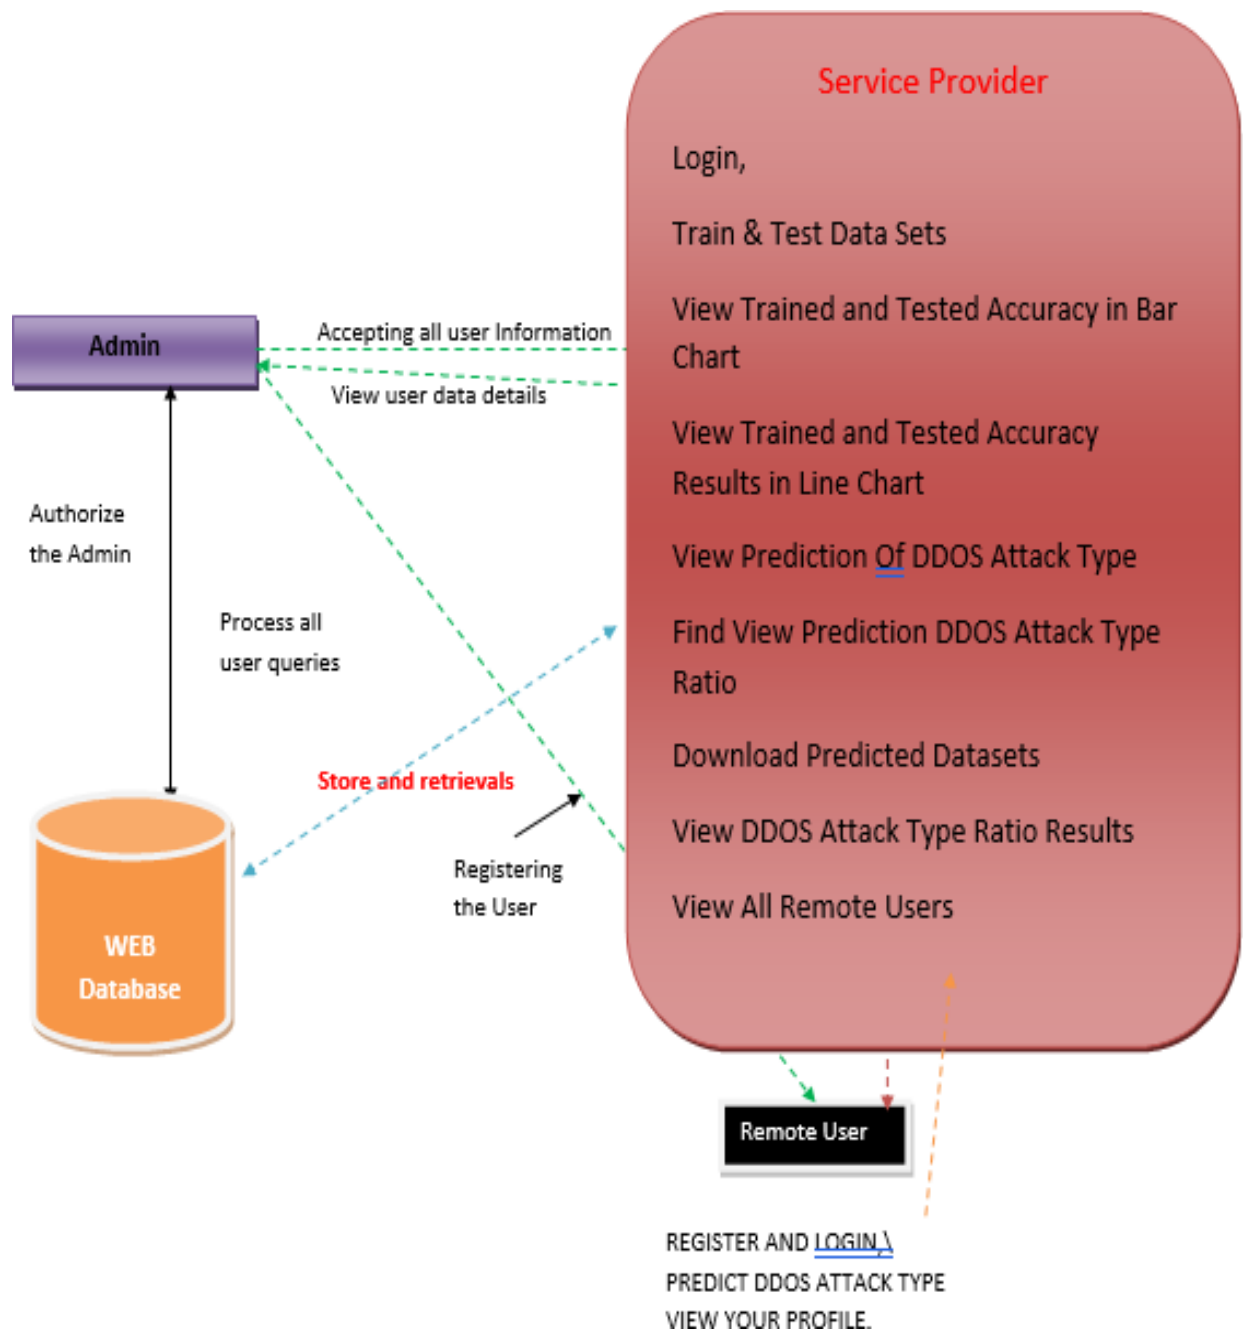 Service Provider
Login,
Train & Test Data Sets
View Trained and Tested Accuracy in Bar
Chart
View Trained and Tested Accuracy
Results in Line Chart
View Prediction Of DDOS Attack Type
Find View Prediction DDOS Attack Type
Ratio
Download Predicted Datasets
View DDOS Attack Type Ratio Results
View All Remote Users
Admin
Accepting all user Information
View user data details
Authorize
the Admin
Process all
user queries
Store and retrievals
Registering
the User
WEB
Database
Remote User
REGISTER AND LOGIN,\
PREDICT DDOS ATTACK TYPE
VIEW YOUR PROFILE.